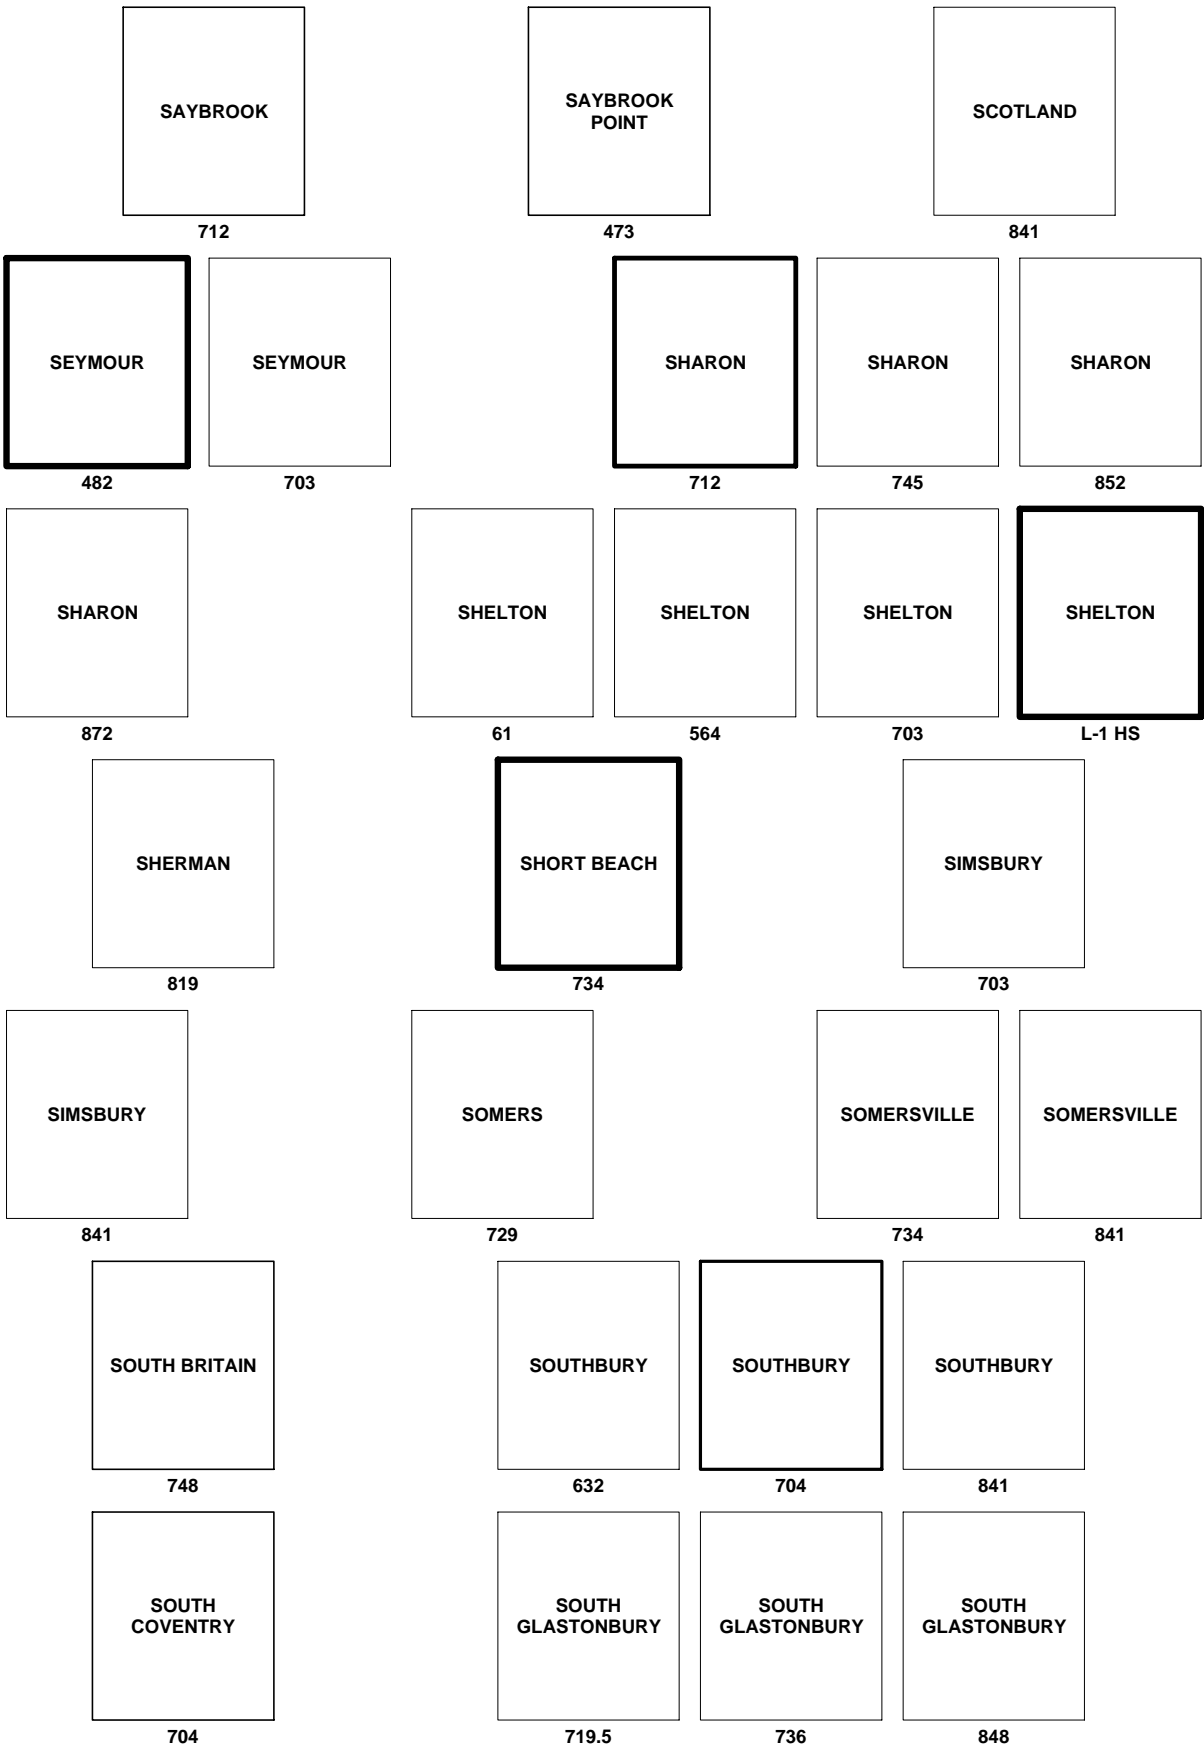 SAYBROOK
712
SAYBROOK
POINT
473
SCOTLAND
841
SEYMOUR
482
SEYMOUR
703
SHARON
712
SHARON
745
SHARON
852
SHARON
872
SHELTON
61
SHELTON
564
SHELTON
703
SHELTON
L-1 HS
SHERMAN
819
SHORT BEACH
734
SIMSBURY
703
SIMSBURY
841
SOMERS
729
SOMERSVILLE
734
SOMERSVILLE
841
SOUTH BRITAIN
748
SOUTHBURY
632
SOUTHBURY
704
SOUTHBURY
841
SOUTH
COVENTRY
704
SOUTH
GLASTONBURY
719.5
SOUTH
GLASTONBURY
736
SOUTH
GLASTONBURY
848